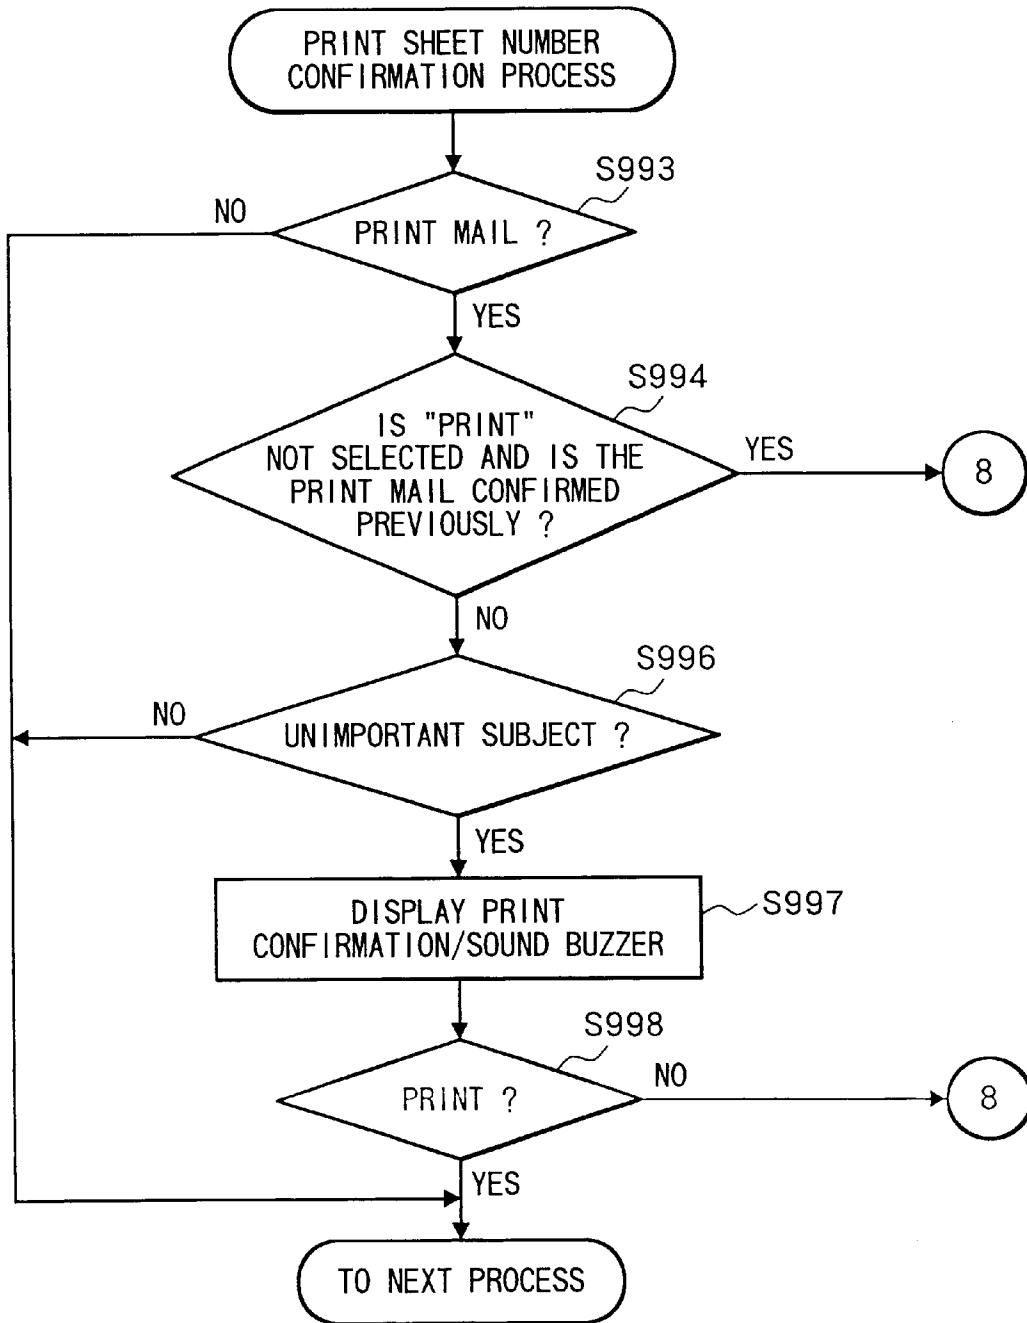 PRINT SHEET NUMBER
CONFIRMATION PROCESS
S993
NO
PRINT MAIL ?
YES
S994
IS "PRINT"
NOT SELECTED AND IS THE
PRINT MAIL CONFIRMED
PREVIOUSLY ?
YES
8
NO
S996
NO
UNIMPORTANT SUBJECT ?
YES
DISPLAY PRINT
CONFIRMATION/SOUND BUZZER
S997
S998
PRINT ?
NO
8
YES
TO NEXT PROCESS